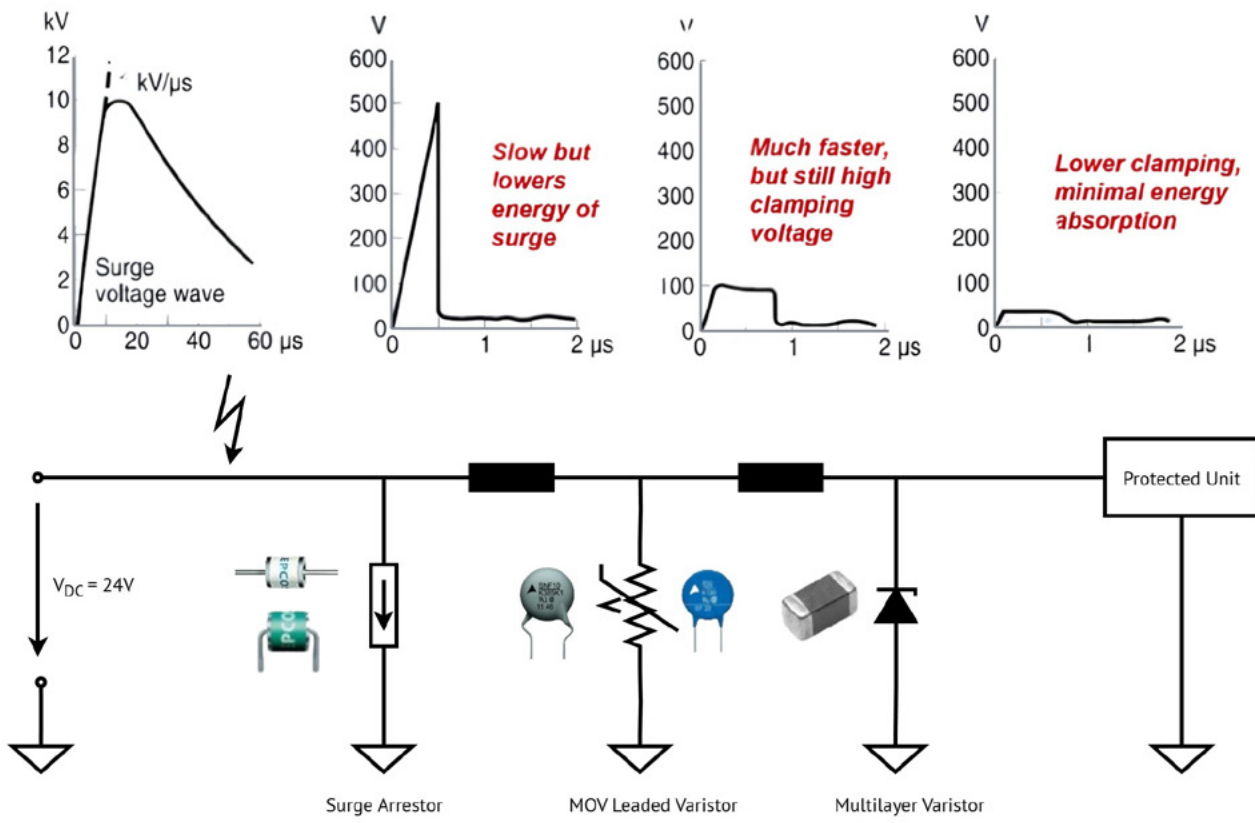 kV
12
10
8
6
4
2
0
kV/µs
Surge
voltage wave
0 20 40 60 µs
V
600
500
400
300
200
100
0
Slow but
lowers
energy of
surge
0 1 2 µs
V
600
500
400
300
200
100
100
Much faster,
but still high
clamping
voltage
0 1 2 µs
V
600
500
400
300
200
100
0
Lower clamping,
minimal energy
absorption
0 1 2 µs
Protected Unit
VDC = 24V
EPCO
EPCO
Surge Arrestor
MOV Leaded Varistor
Multilayer Varistor